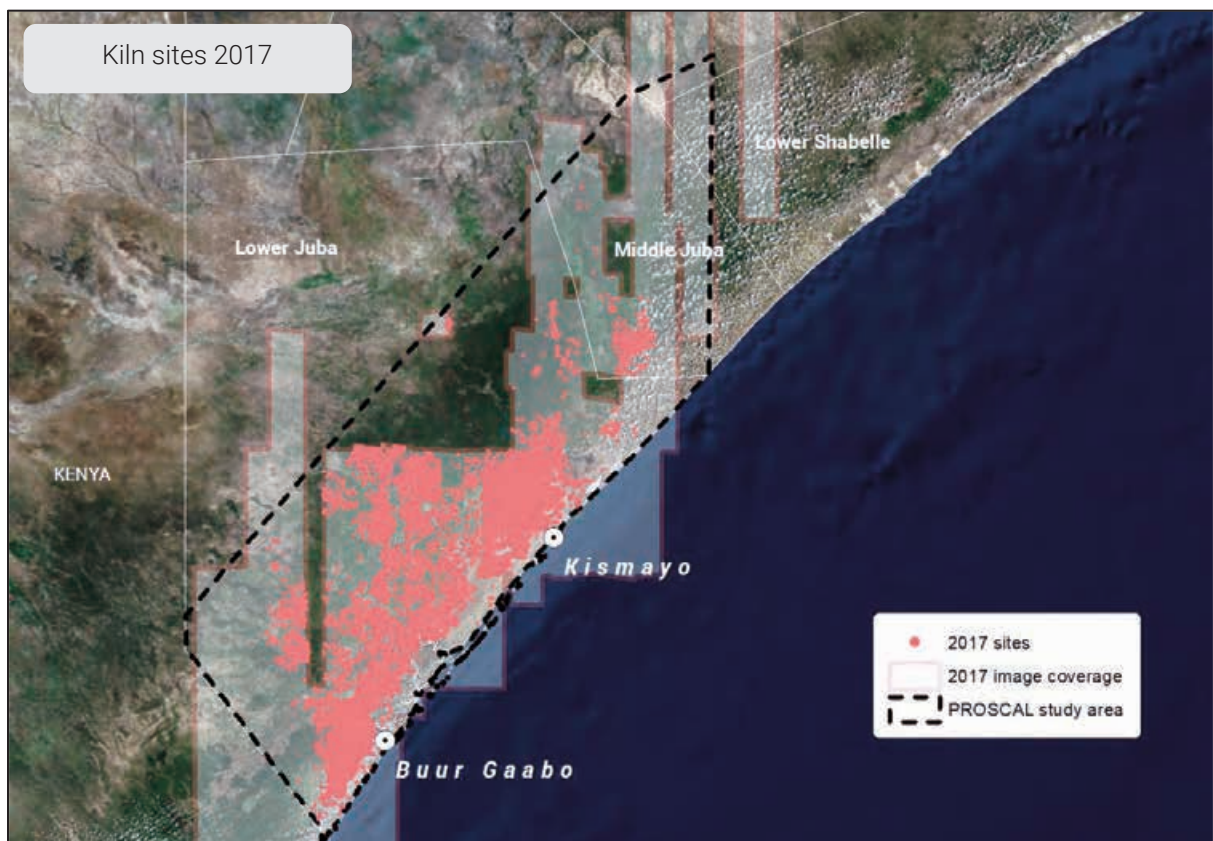 Kiln sites 2017
Lower Shabelle
Lower Juba
Middle Juba
KENYA
Kismayo
2017 sites
2017 image coverage
PROSCAL study area
Buur Gaabo